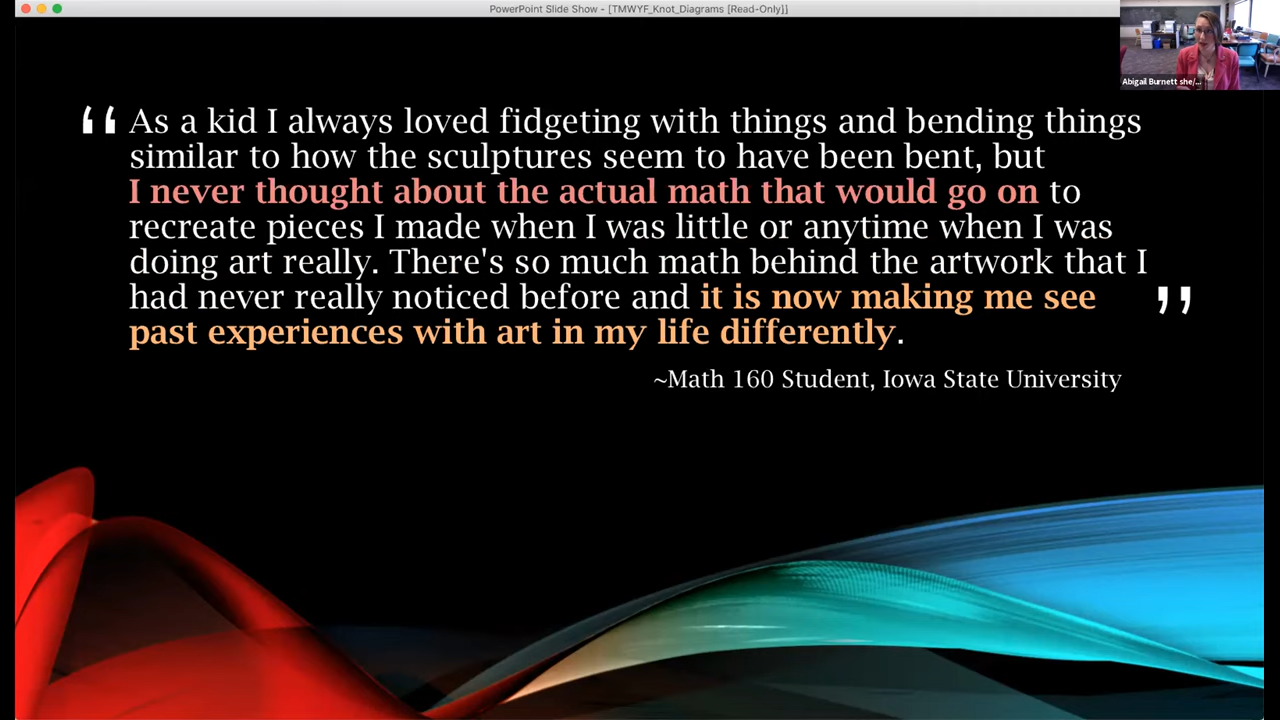 PowerPoint Slide Show - [TMWYF_Knot_Diagrams [Read-Only]]
Abigail Burnett she/...
“ As a kid I always loved fidgeting with things and bending things
similar to how the sculptures seem to have been bent, but
I never thought about the actual math that would go on to
recreate pieces I made when I was little or anytime when I was
doing art really. There's so much math behind the artwork that I
had never really noticed before and it is now making me see
past experiences with art in my life differently. ”
~Math 160 Student, Iowa State University